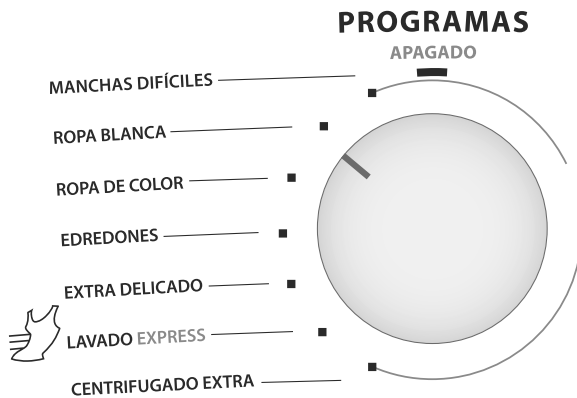 PROGRAMAS
APAGADO
MANCHAS DIFÍCILES
ROPA BLANCA
ROPA DE COLOR
EDREDONES
EXTRA DELICADO
LAVADO EXPRESS
CENTRIFUGADO EXTRA